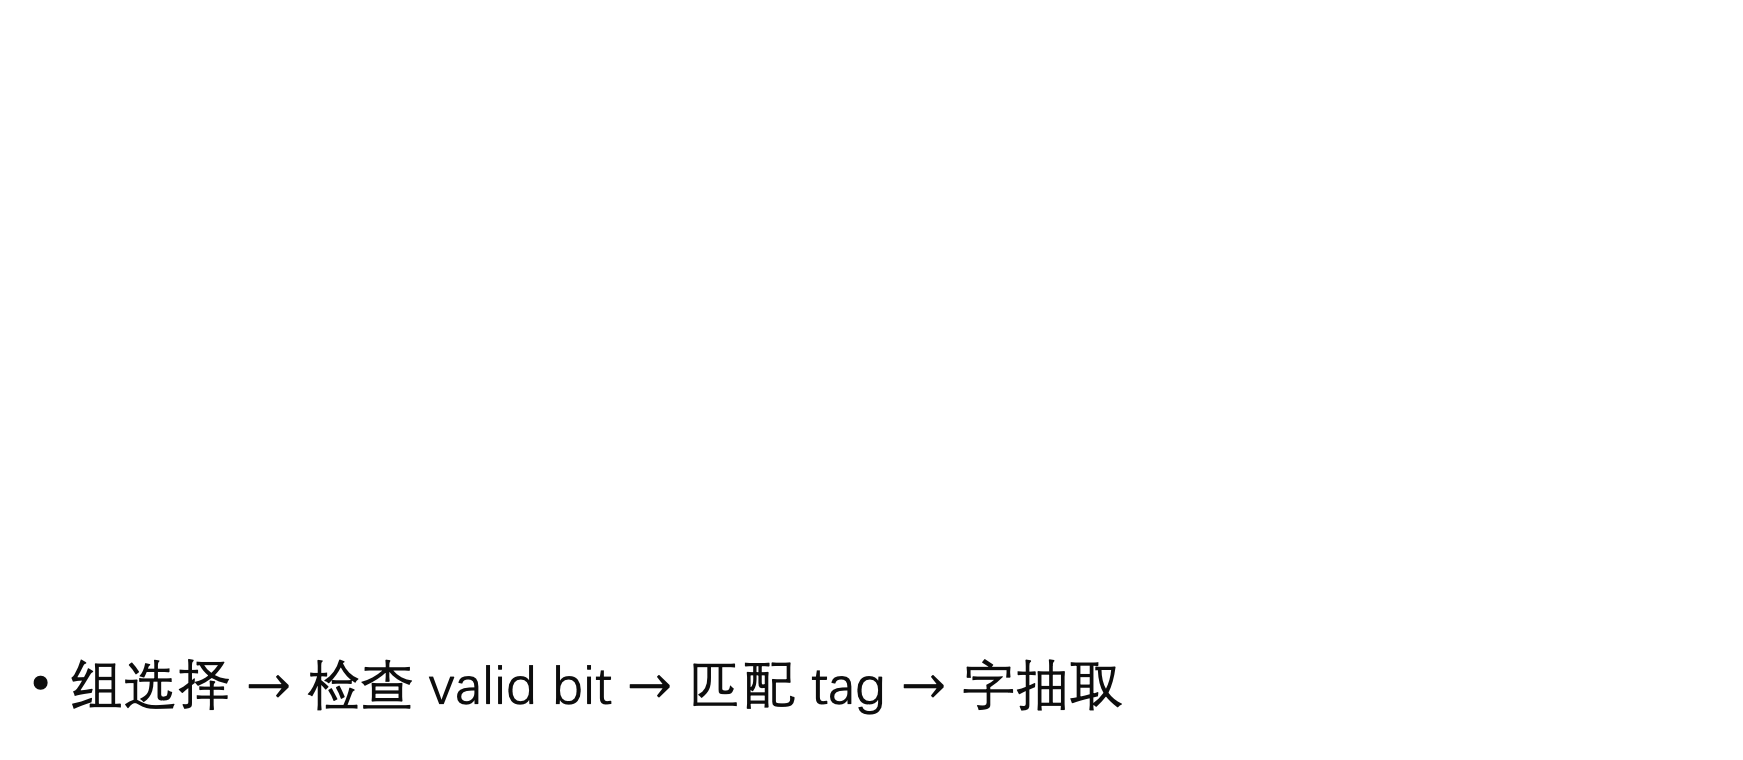 • 组选择 → 检查 valid bit → 匹配 tag → 字抽取